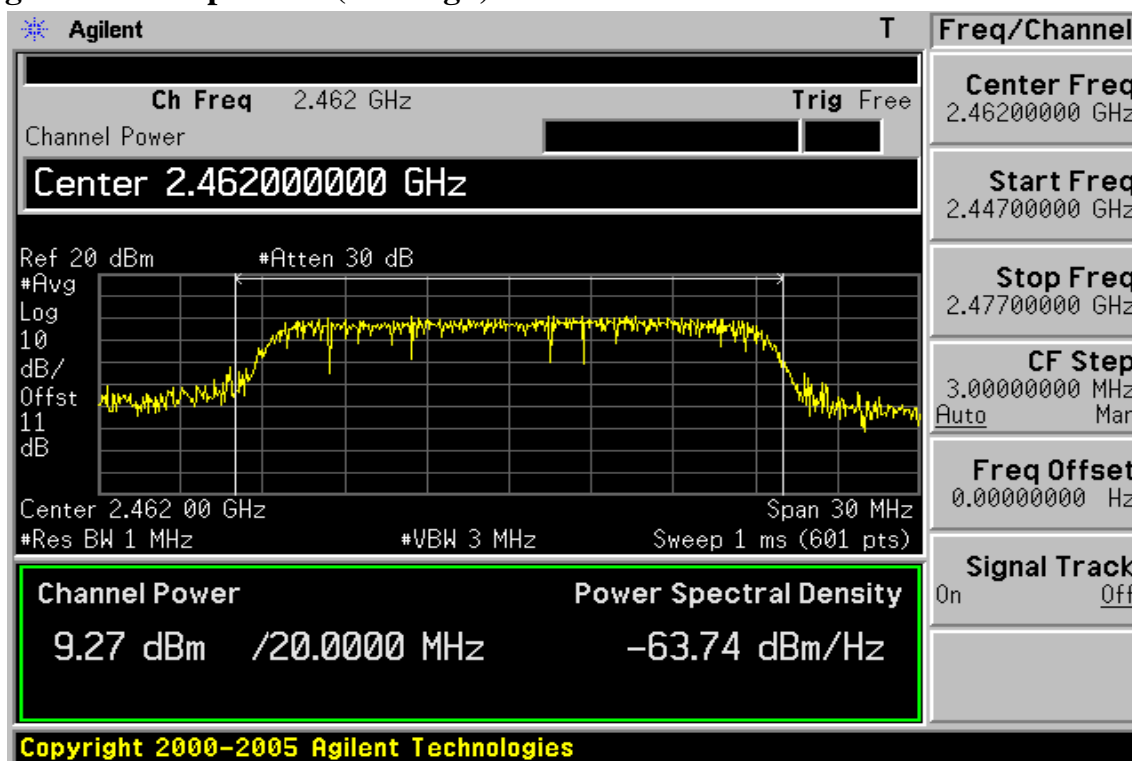 Agilent T
Freq/Channel
Ch Freq 2.462 GHz Trig Free
Channel Power
Center 2.462000000 GHz
Ref 20 dBm #Atten 30 dB
#Avg
Log
10
dB/
Offst
11
dB
Center 2.462 00 GHz Span 30 MHz
#Res BW 1 MHz #VBW 3 MHz Sweep 1 ms (601 pts)
Channel Power Power Spectral Density
9.27 dBm /20.0000 MHz -63.74 dBm/Hz
Center Freq
2.46200000 GHz
Start Freq
2.44700000 GHz
Stop Freq
2.47700000 GHz
CF Step
3.00000000 MHz
Auto Man
Freq Offset
0.00000000 Hz
Signal Track
On Off
Copyright 2000-2005 Agilent Technologies